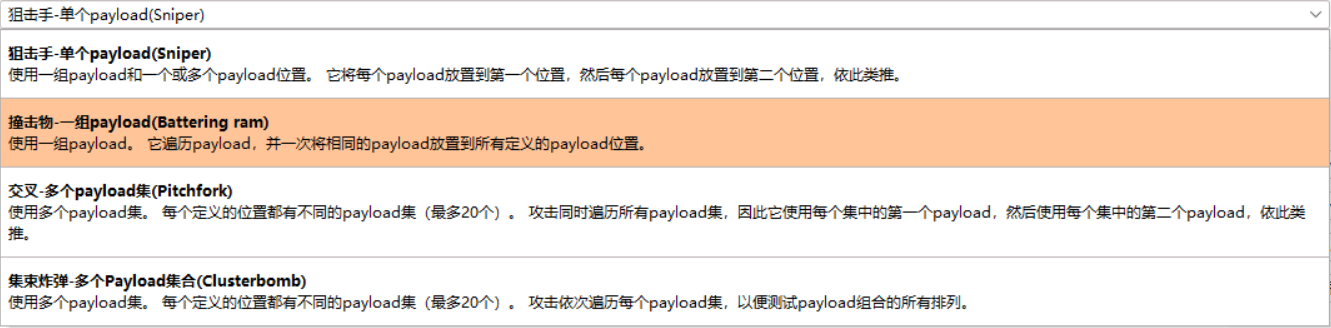 狙击手-单个payload(Sniper)
狙击手-单个payload(Sniper)
使用一组payload和一个或多个payload位置。 它将每个payload放置到第一个位置，然后每个payload放置到第二个位置，依此类推。
撞击物-一组payload(Battering ram)
使用一组payload。 它遍历payload，并一次将相同的payload放置到所有定义的payload位置。
交叉-多个payload集(Pitchfork)
使用多个payload集。 每个定义的位置都有不同的payload集（最多20个）。 攻击同时遍历所有payload集，因此它使用每个集中的第一个payload，然后使用每个集中的第二个payload，依此类
推。
集束炸弹-多个Payload集合(Clusterbomb)
使用多个payload集。 每个定义的位置都有不同的payload集（最多20个）。 攻击依次遍历每个payload集，以便测试payload组合的所有排列。